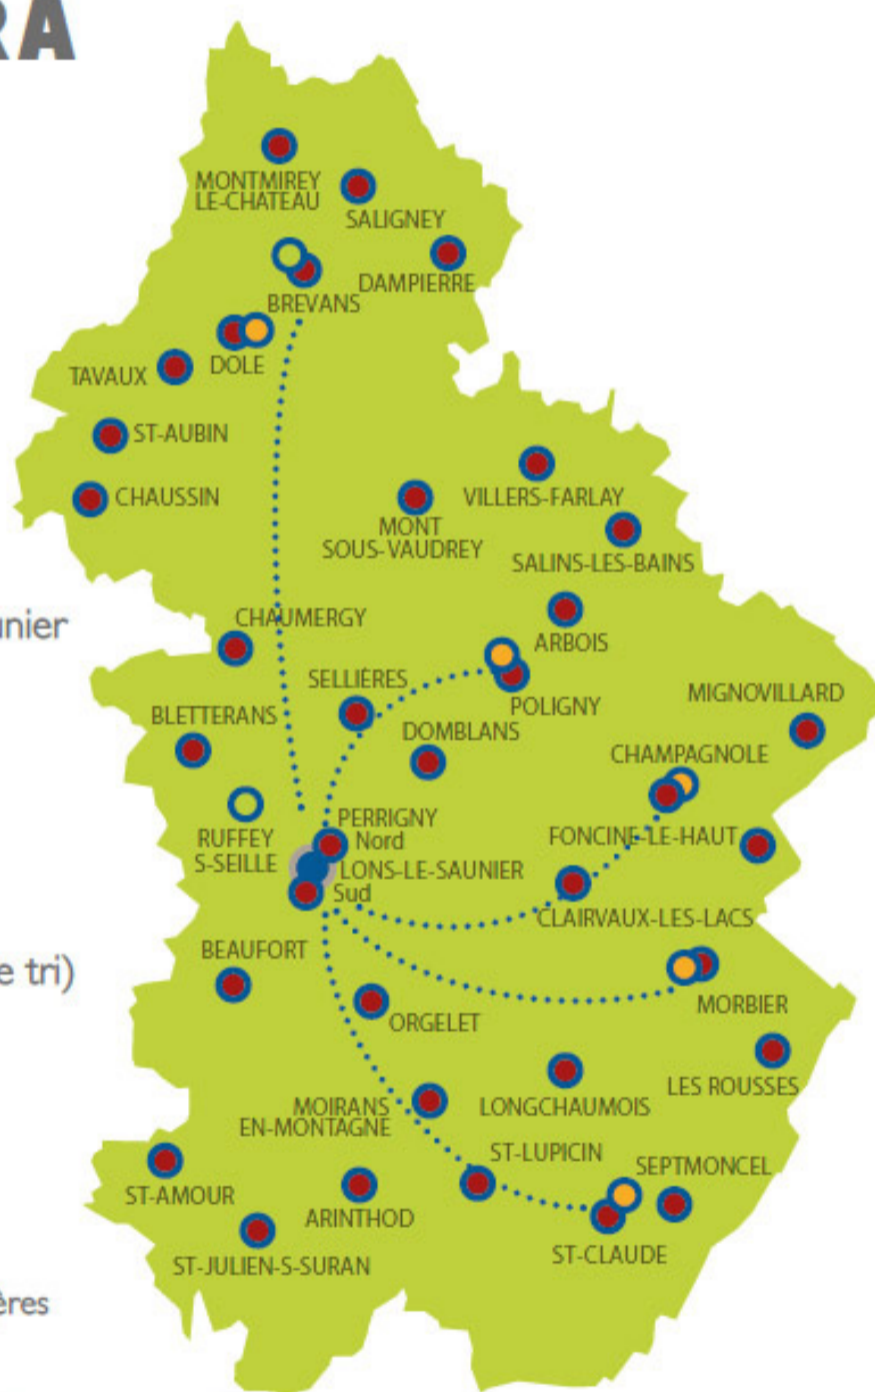 RA
MONTMIREY
LE-CHATEAU
SALIGNEY
DAMPIERRE
BREVANS
DOLE
TAVAUX
ST-AUBIN
CHAUSSIN
VILLERS-FARLAY
MONT
SOUS-VAUDREY
SALINS-LES-BAINS
unier
CHAUMERGY
ARBOIS
SELLIÈRES
POLIGNY
MIGNOVILLARD
BLETTERANS
DOMBLANS
CHAMPAGNOLE
PERRIGNY
Nord
RUFFEY
S-SEILLE
FONCINE-LE-HAUT
LONS-LE-SAUNIER
Sud
CLAIRVAUX-LES-LACS
BEAUFORT
e tri)
MORBIER
ORGELET
LES ROUSSES
MOIRANS
EN-MONTAGNE
LONGCHAUMOIS
ST-LUPICIN
SEPTMONCEL
ST-AMOUR
ARINTHOD
ST-CLAUDE
ST-JULIEN-S-SURAN
ères